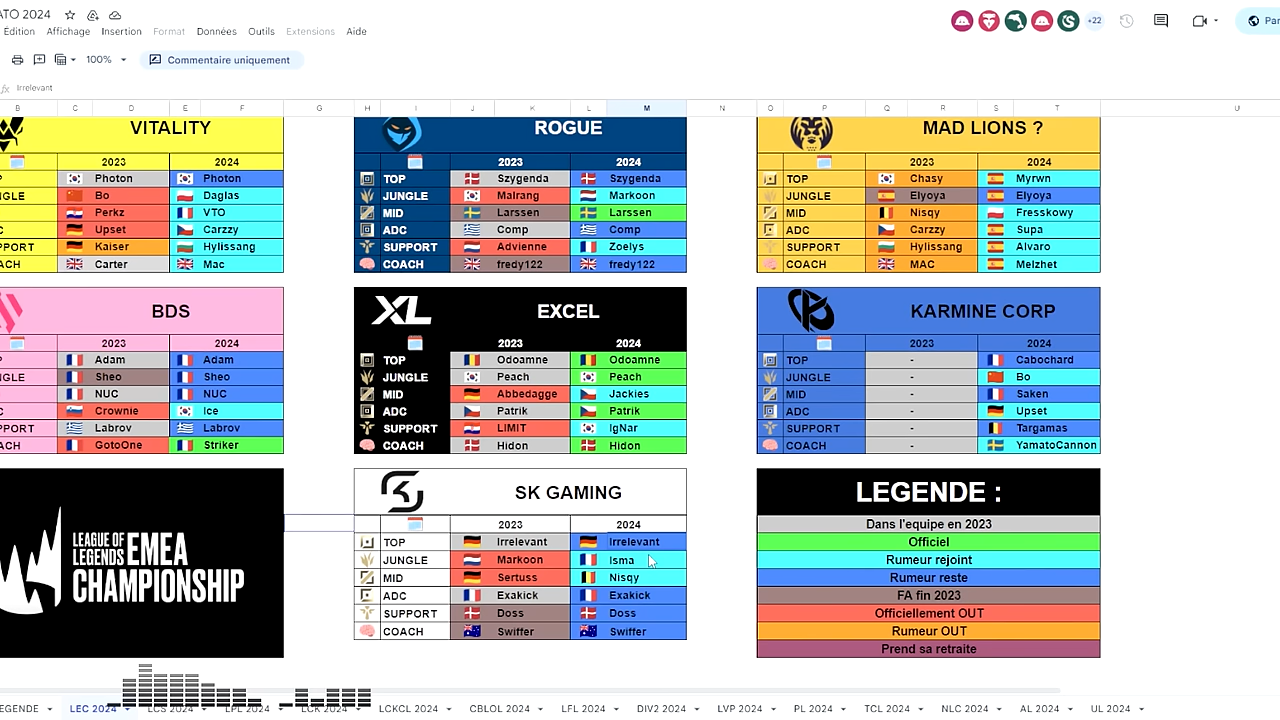 ATO 2024
Édition Affichage Insertion Format Données Outils Extensions Aide
+22
Par
100% Commentaire uniquement
fx Irrelevant
B C D E F G H I J K L M N O P Q R S T U
VITALITY ROGUE MAD LIONS ?
2023 2024 2023 2024 2023 2024
Photon Photon TOP Szygenda Szygenda TOP Chasy Myrwn
NGLE Bo Daglas JUNGLE Malrang Markoon JUNGLE Elyoya Elyoya
Perkz VTO MID Larssen Larssen MID Nisqy Fresskowy
C Upset Carzzy ADC Comp Comp ADC Carzzy Supa
PPORT Kaiser Hylissang SUPPORT Advienne Zoelys SUPPORT Hylissang Alvaro
ACH Carter Mac COACH fredy122 fredy122 COACH MAC Melzhet
BDS XL EXCEL KARMINE CORP
2023 2024 2023 2024 2023 2024
P Adam Adam TOP Odoamne Odoamne TOP - Cabochard
NGLE Sheo Sheo JUNGLE Peach Peach JUNGLE - Bo
NUC NUC MID Abbedagge Jackies MID - Saken
C Crownie Ice ADC Patrik Patrik ADC - Upset
PPORT Labrov Labrov SUPPORT LIMIT IgNar SUPPORT - Targamas
ACH GotoOne Striker COACH Hidon Hidon COACH - YamatoCannon
SK GAMING LEGENDE :
2023 2024 Dans l'equipe en 2023
TOP Irrelevant Irrelevant Officiel
JUNGLE Markoon Isma Rumeur rejoint
MID Sertuss Nisqy Rumeur reste
ADC Exakick Exakick FA fin 2023
SUPPORT Doss Doss Officiellement OUT
COACH Swiffer Swiffer Rumeur OUT
Prend sa retraite
LEAGUE OF
LEGENDS EMEA
CHAMPIONSHIP
EGENDE LEC 2024 LCS 2024 LPL 2024 LCK 2024 LCKCL 2024 CBLOL 2024 LFL 2024 DIV2 2024 LVP 2024 PL 2024 TCL 2024 NLC 2024 AL 2024 UL 2024